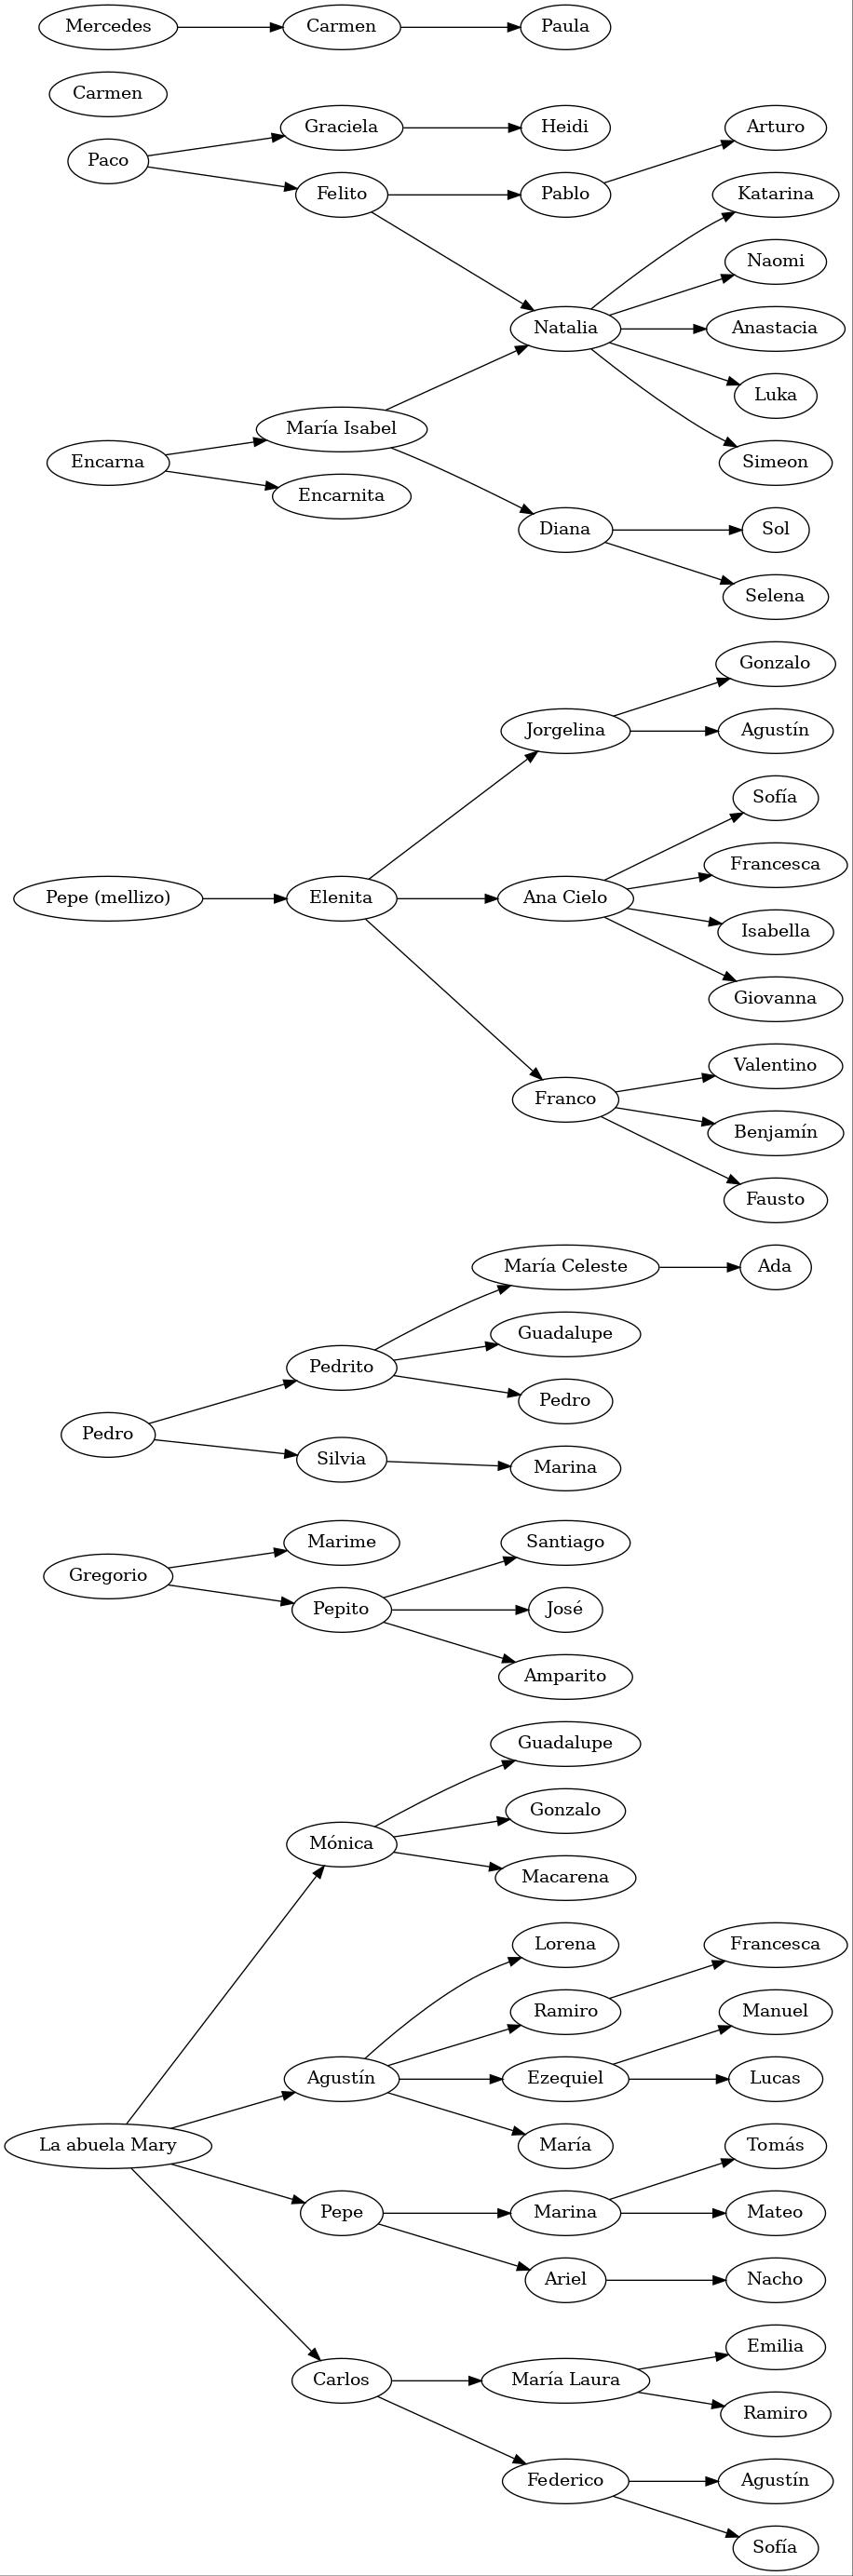 Mercedes
Carmen
Paula
Carmen
Paco
Graciela
Heidi
Arturo
Felito
Pablo
Katarina
Naomi
Natalia
Anastacia
Luka
Encarna
María Isabel
Simeon
Encarnita
Diana
Sol
Selena
Gonzalo
Jorgelina
Agustín
Sofía
Francesca
Pepe (mellizo)
Elenita
Ana Cielo
Isabella
Giovanna
Valentino
Franco
Benjamín
Fausto
María Celeste
Ada
Guadalupe
Pedrito
Pedro
Pedro
Silvia
Marina
Marime
Santiago
Gregorio
Pepito
José
Amparito
Guadalupe
Gonzalo
Mónica
Macarena
Lorena
Francesca
Ramiro
Manuel
Agustín
Ezequiel
Lucas
La abuela Mary
María
Tomás
Pepe
Marina
Mateo
Ariel
Nacho
Emilia
Carlos
María Laura
Ramiro
Federico
Agustín
Sofía